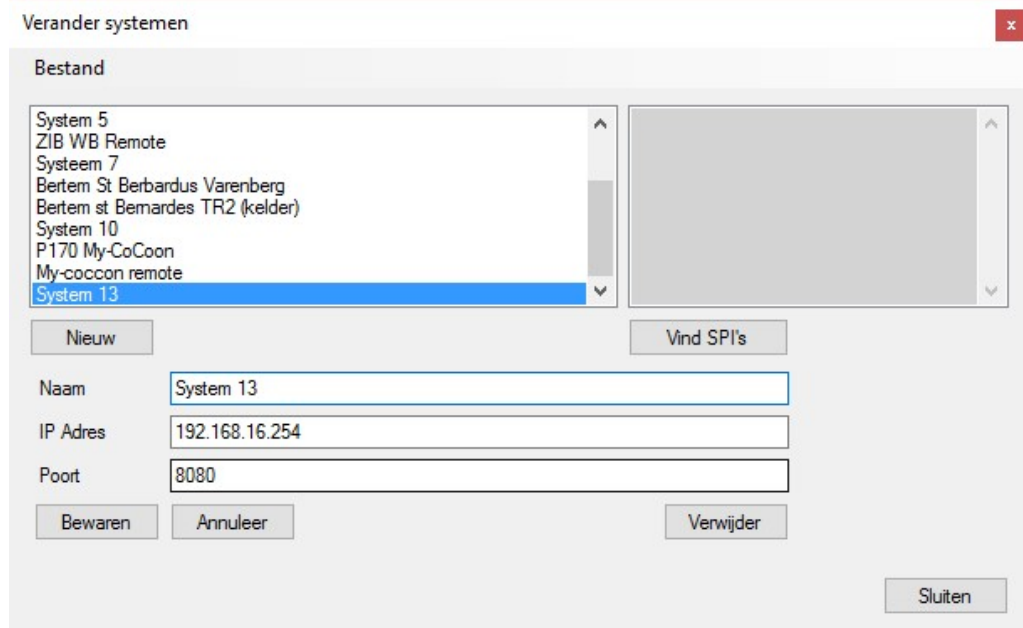 Verander systemen
x
Bestand
System 5
ZIB WB Remote
Systeem 7
Bertem St Berbardus Varenberg
Bertem st Bernardes TR2 (kelder)
System 10
P170 My-CoCoon
My-coccon remote
System 13
Nieuw
Vind SPI's
Naam
System 13
IP Adres
192.168.16.254
Poort
8080
Bewaren
Annuleer
Verwijder
Sluiten